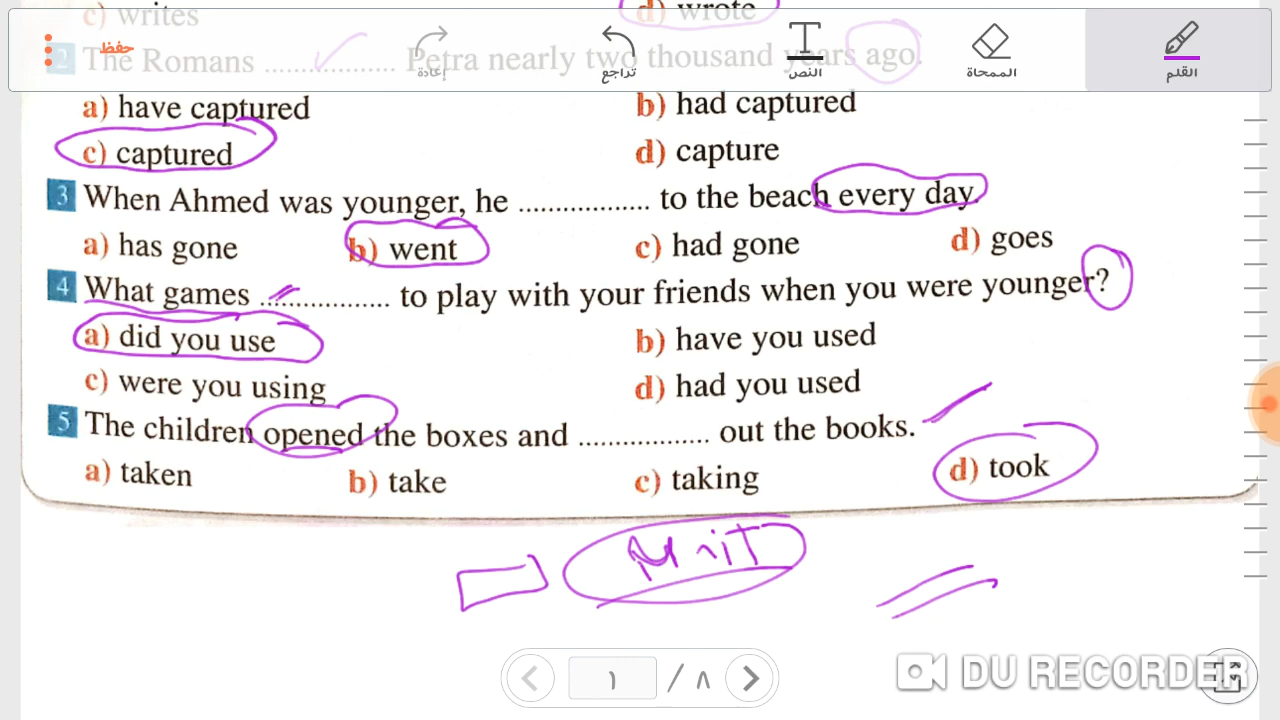 c) writes d) wrote
حفظ إعادة تراجع النص الممحاة القلم
2 The Romans .................. Petra nearly two thousand years ago.
a) have captured b) had captured
c) captured d) capture
3 When Ahmed was younger, he .................. to the beach every day.
a) has gone b) went c) had gone d) goes
4 What games .................. to play with your friends when you were younger?
a) did you use b) have you used
c) were you using d) had you used
5 The children opened the boxes and .................. out the books.
a) taken b) take c) taking d) took
١ / ٨
DU RECORDER